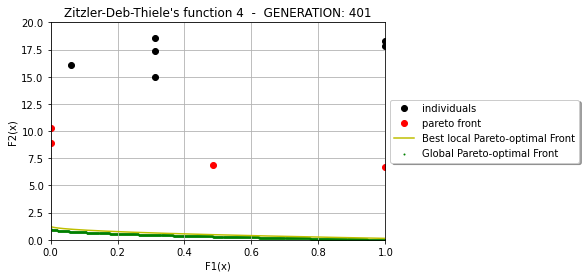 Zitzler-Deb-Thiele's function 4 - GENERATION: 401
20.0
17.5
15.0
12.5
10.0
7.5
5.0
2.5
0.0
F2(x)
0.0 0.2 0.4 0.6 0.8 1.0
F1(x)
individuals
pareto front
Best local Pareto-optimal Front
Global Pareto-optimal Front